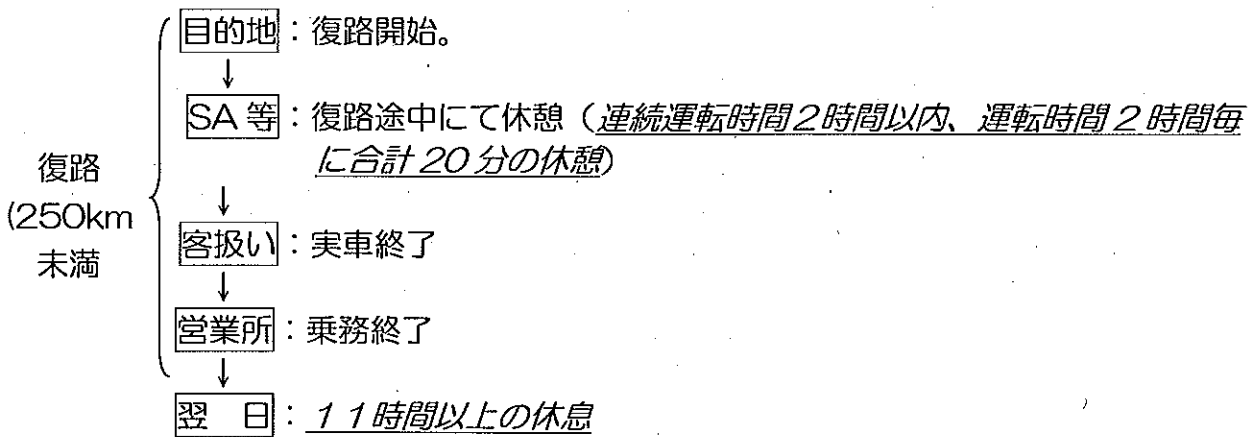 目的地：復路開始。
↓
SA等：復路途中にて休憩（連続運転時間２時間以内、運転時間２時間毎
に合計２０分の休憩）
復路
(250km
未満
↓
客扱い：実車終了
↓
営業所：乗務終了
↓
翌　日：１１時間以上の休息